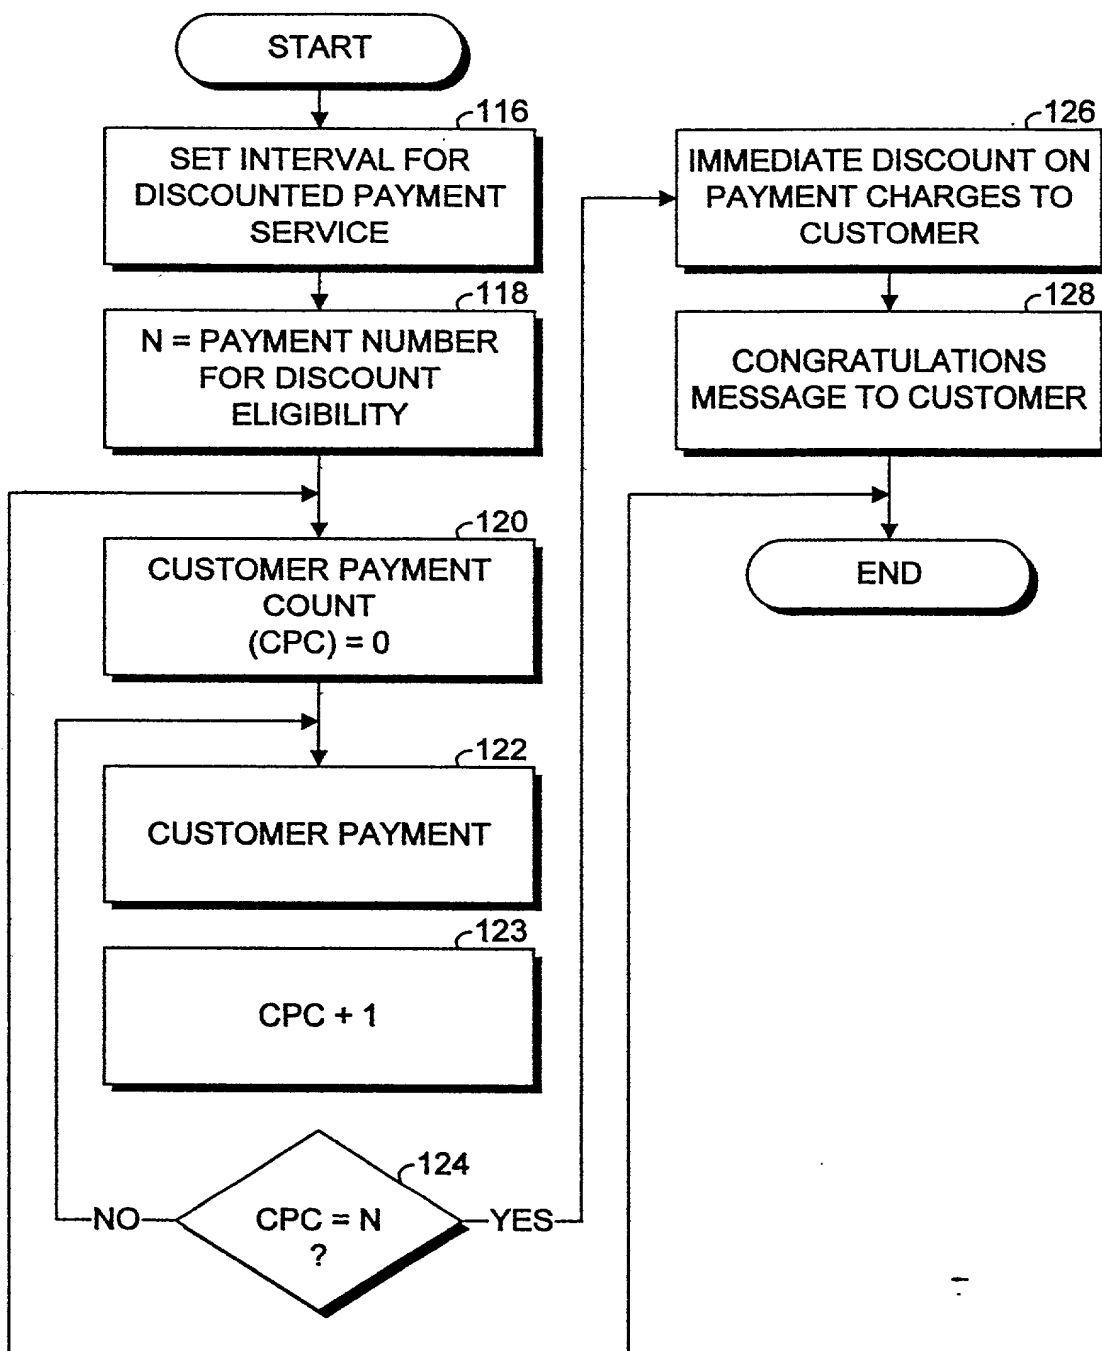 START
116
SET INTERVAL FOR
DISCOUNTED PAYMENT
SERVICE
118
N = PAYMENT NUMBER
FOR DISCOUNT
ELIGIBILITY
120
CUSTOMER PAYMENT
COUNT
(CPC) = 0
122
CUSTOMER PAYMENT
123
CPC + 1
124
CPC = N
?
NO
YES
126
IMMEDIATE DISCOUNT ON
PAYMENT CHARGES TO
CUSTOMER
128
CONGRATULATIONS
MESSAGE TO CUSTOMER
END